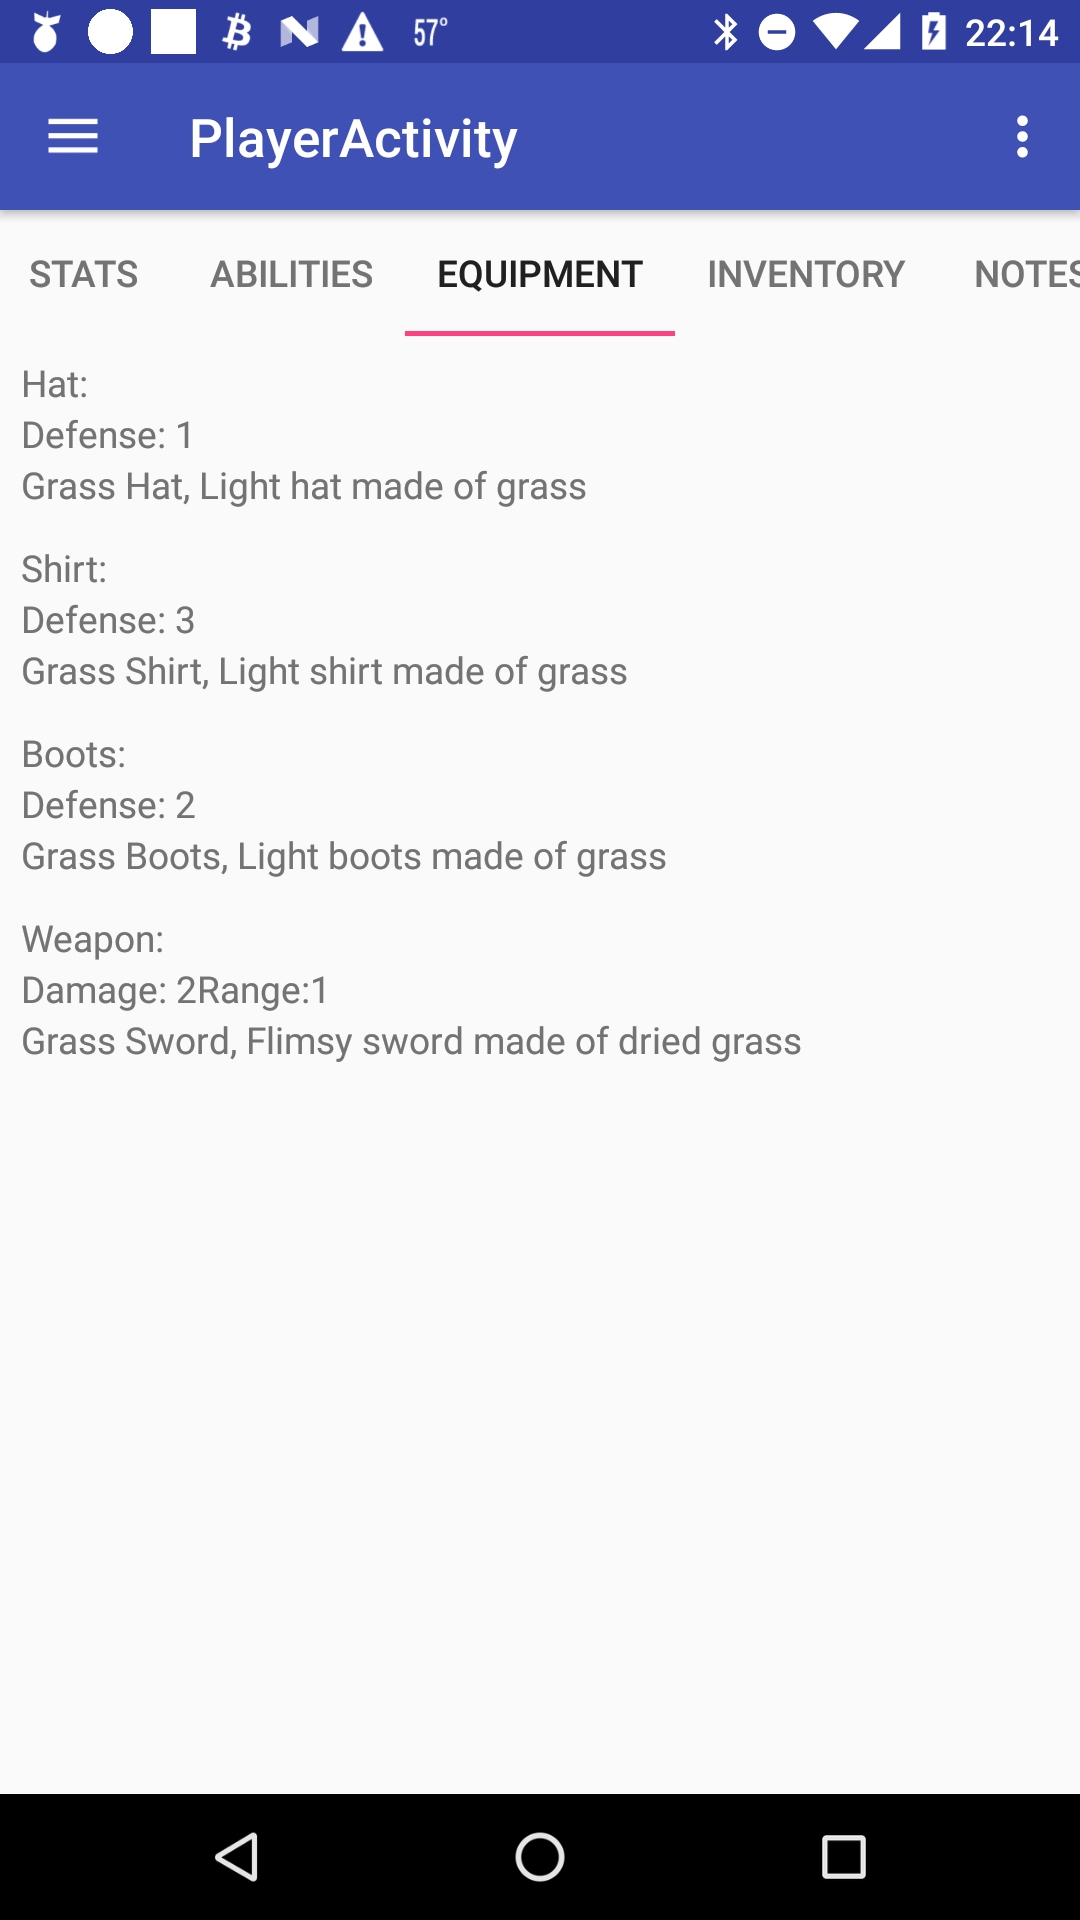 57° 22:14
PlayerActivity
STATS ABILITIES EQUIPMENT INVENTORY NOTES
Hat:
Defense: 1
Grass Hat, Light hat made of grass
Shirt:
Defense: 3
Grass Shirt, Light shirt made of grass
Boots:
Defense: 2
Grass Boots, Light boots made of grass
Weapon:
Damage: 2Range:1
Grass Sword, Flimsy sword made of dried grass